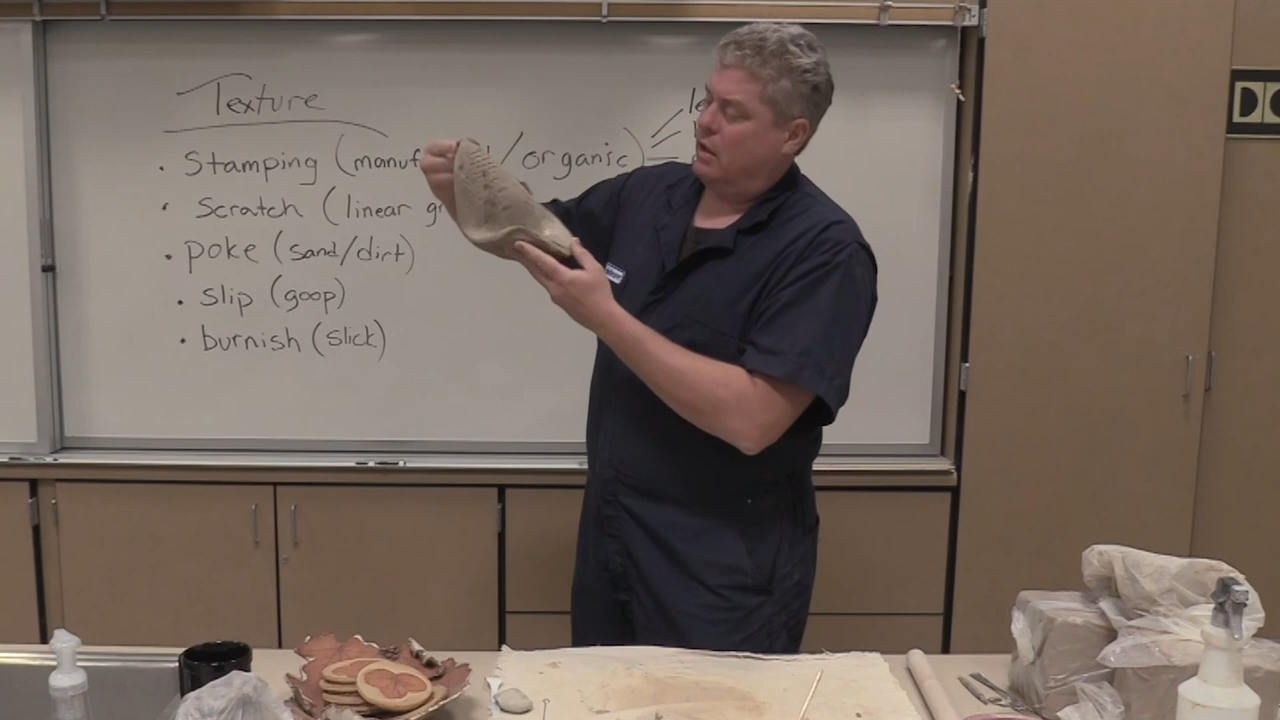 Texture
• Stamping (manuf / organic)
• Scratch (linear
• poke (sand/dirt)
• slip (goop)
• burnish (slick)